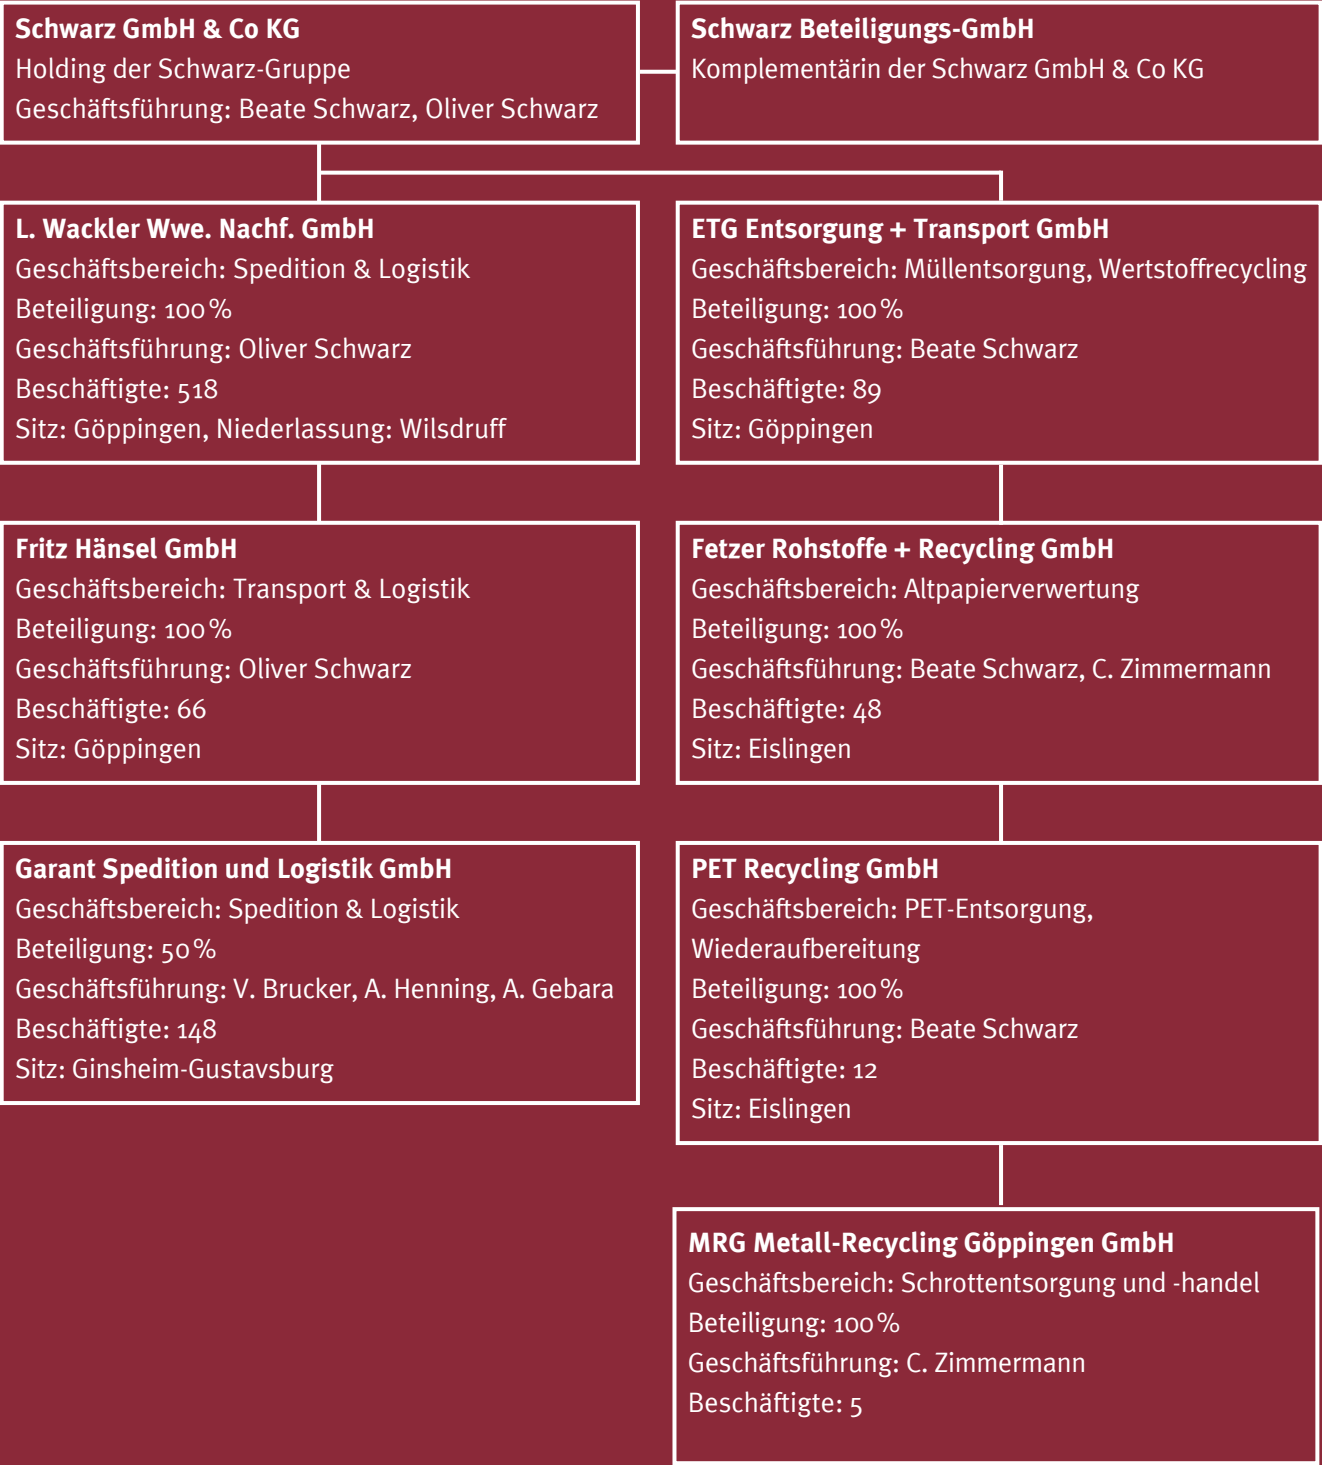 Schwarz GmbH & Co KG
Holding der Schwarz-Gruppe
Geschäftsführung: Beate Schwarz, Oliver Schwarz
Schwarz Beteiligungs-GmbH
Komplementärin der Schwarz GmbH & Co KG
L. Wackler Wwe. Nachf. GmbH
Geschäftsbereich: Spedition & Logistik
Beteiligung: 100 %
Geschäftsführung: Oliver Schwarz
Beschäftigte: 518
Sitz: Göppingen, Niederlassung: Wilsdruff
ETG Entsorgung + Transport GmbH
Geschäftsbereich: Müllentsorgung, Wertstoffrecycling
Beteiligung: 100 %
Geschäftsführung: Beate Schwarz
Beschäftigte: 89
Sitz: Göppingen
Fritz Hänsel GmbH
Geschäftsbereich: Transport & Logistik
Beteiligung: 100 %
Geschäftsführung: Oliver Schwarz
Beschäftigte: 66
Sitz: Göppingen
Fetzer Rohstoffe + Recycling GmbH
Geschäftsbereich: Altpapierverwertung
Beteiligung: 100 %
Geschäftsführung: Beate Schwarz, C. Zimmermann
Beschäftigte: 48
Sitz: Eislingen
Garant Spedition und Logistik GmbH
Geschäftsbereich: Spedition & Logistik
Beteiligung: 50 %
Geschäftsführung: V. Brucker, A. Henning, A. Gebara
Beschäftigte: 148
Sitz: Ginsheim-Gustavsburg
PET Recycling GmbH
Geschäftsbereich: PET-Entsorgung,
Wiederaufbereitung
Beteiligung: 100 %
Geschäftsführung: Beate Schwarz
Beschäftigte: 12
Sitz: Eislingen
MRG Metall-Recycling Göppingen GmbH
Geschäftsbereich: Schrottentsorgung und -handel
Beteiligung: 100 %
Geschäftsführung: C. Zimmermann
Beschäftigte: 5